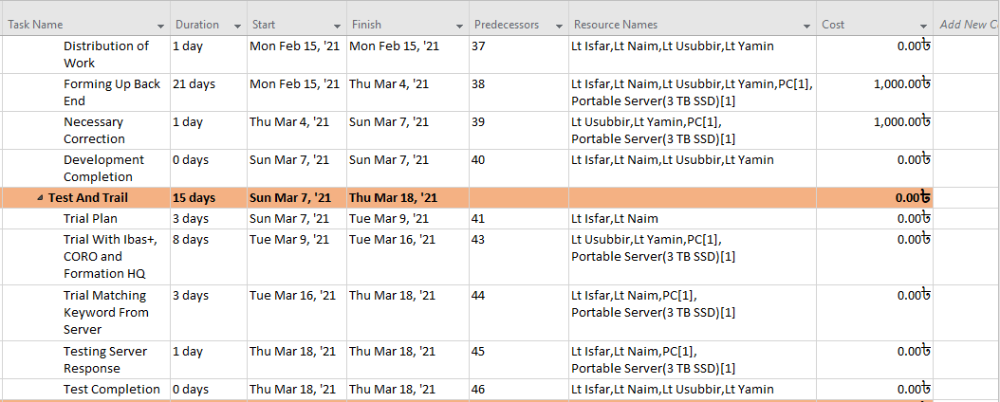 Task Name Duration Start Finish Predecessors Resource Names Cost Add New C
Distribution of 1 day Mon Feb 15, '21 Mon Feb 15, '21 37 Lt Isfar,Lt Naim,Lt Usubbir,Lt Yamin 0.00৳
Work
Forming Up Back 21 days Mon Feb 15, '21 Thu Mar 4, '21 38 Lt Isfar,Lt Naim,Lt Usubbir,Lt Yamin,PC[1], 1,000.00৳
End Portable Server(3 TB SSD)[1]
Necessary 1 day Thu Mar 4, '21 Sun Mar 7, '21 39 Lt Usubbir,Lt Yamin,PC[1], 1,000.00৳
Correction Portable Server(3 TB SSD)[1]
Development 0 days Sun Mar 7, '21 Sun Mar 7, '21 40 Lt Isfar,Lt Naim,Lt Usubbir,Lt Yamin 0.00৳
Completion
Test And Trail 15 days Sun Mar 7, '21 Thu Mar 18, '21 0.00৳
Trial Plan 3 days Sun Mar 7, '21 Tue Mar 9, '21 41 Lt Isfar,Lt Naim 0.00৳
Trial With Ibas+, 8 days Tue Mar 9, '21 Tue Mar 16, '21 43 Lt Usubbir,Lt Yamin,PC[1], 0.00৳
CORO and Portable Server(3 TB SSD)[1]
Formation HQ
Trial Matching 3 days Tue Mar 16, '21 Thu Mar 18, '21 44 Lt Isfar,Lt Naim,PC[1], 0.00৳
Keyword From Portable Server(3 TB SSD)[1]
Server
Testing Server 1 day Thu Mar 18, '21 Thu Mar 18, '21 45 Lt Isfar,Lt Naim,PC[1], 0.00৳
Response Portable Server(3 TB SSD)[1]
Test Completion 0 days Thu Mar 18, '21 Thu Mar 18, '21 46 Lt Isfar,Lt Naim,Lt Usubbir,Lt Yamin 0.00৳